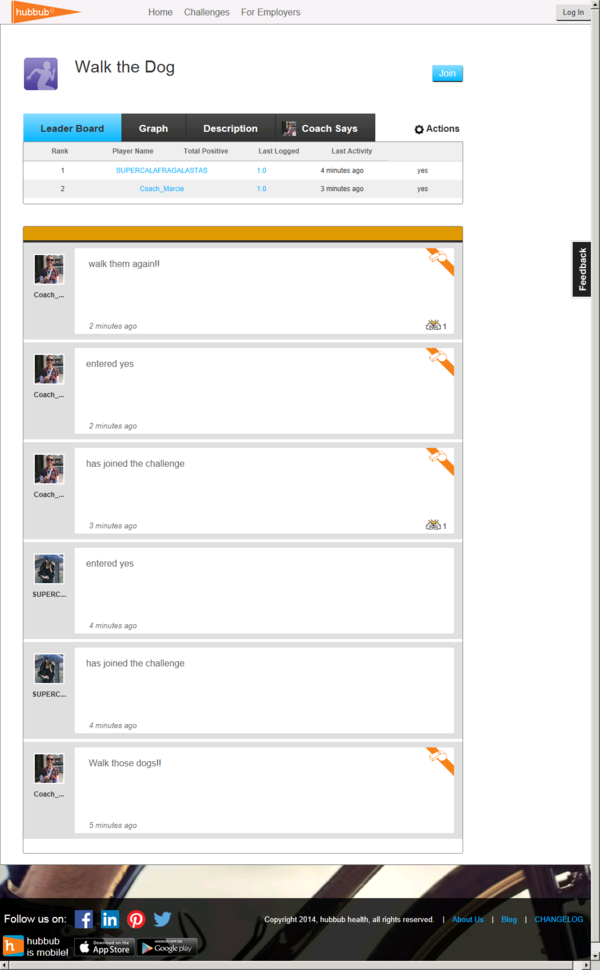 hubbub®
Home Challenges For Employers
Log In
Walk the Dog
Join
Leader Board Graph Description Coach Says Actions
Rank Player Name Total Positive Last Logged Last Activity
1 SUPERCALAFRAGALASTAS 1.0 4 minutes ago yes
2 Coach_Marcie 1.0 3 minutes ago yes
Feedback
walk them again!!
Coach_...
2 minutes ago 1
entered yes
Coach_...
2 minutes ago
has joined the challenge
Coach_...
3 minutes ago 1
entered yes
SUPERC...
4 minutes ago
has joined the challenge
SUPERC...
4 minutes ago
Walk those dogs!!
Coach_...
5 minutes ago
Follow us on:
Copyright 2014, hubbub health, all rights reserved. | About Us | Blog | CHANGELOG
hubbub
is mobile!
Download on the
App Store
ANDROID APP ON
Google play